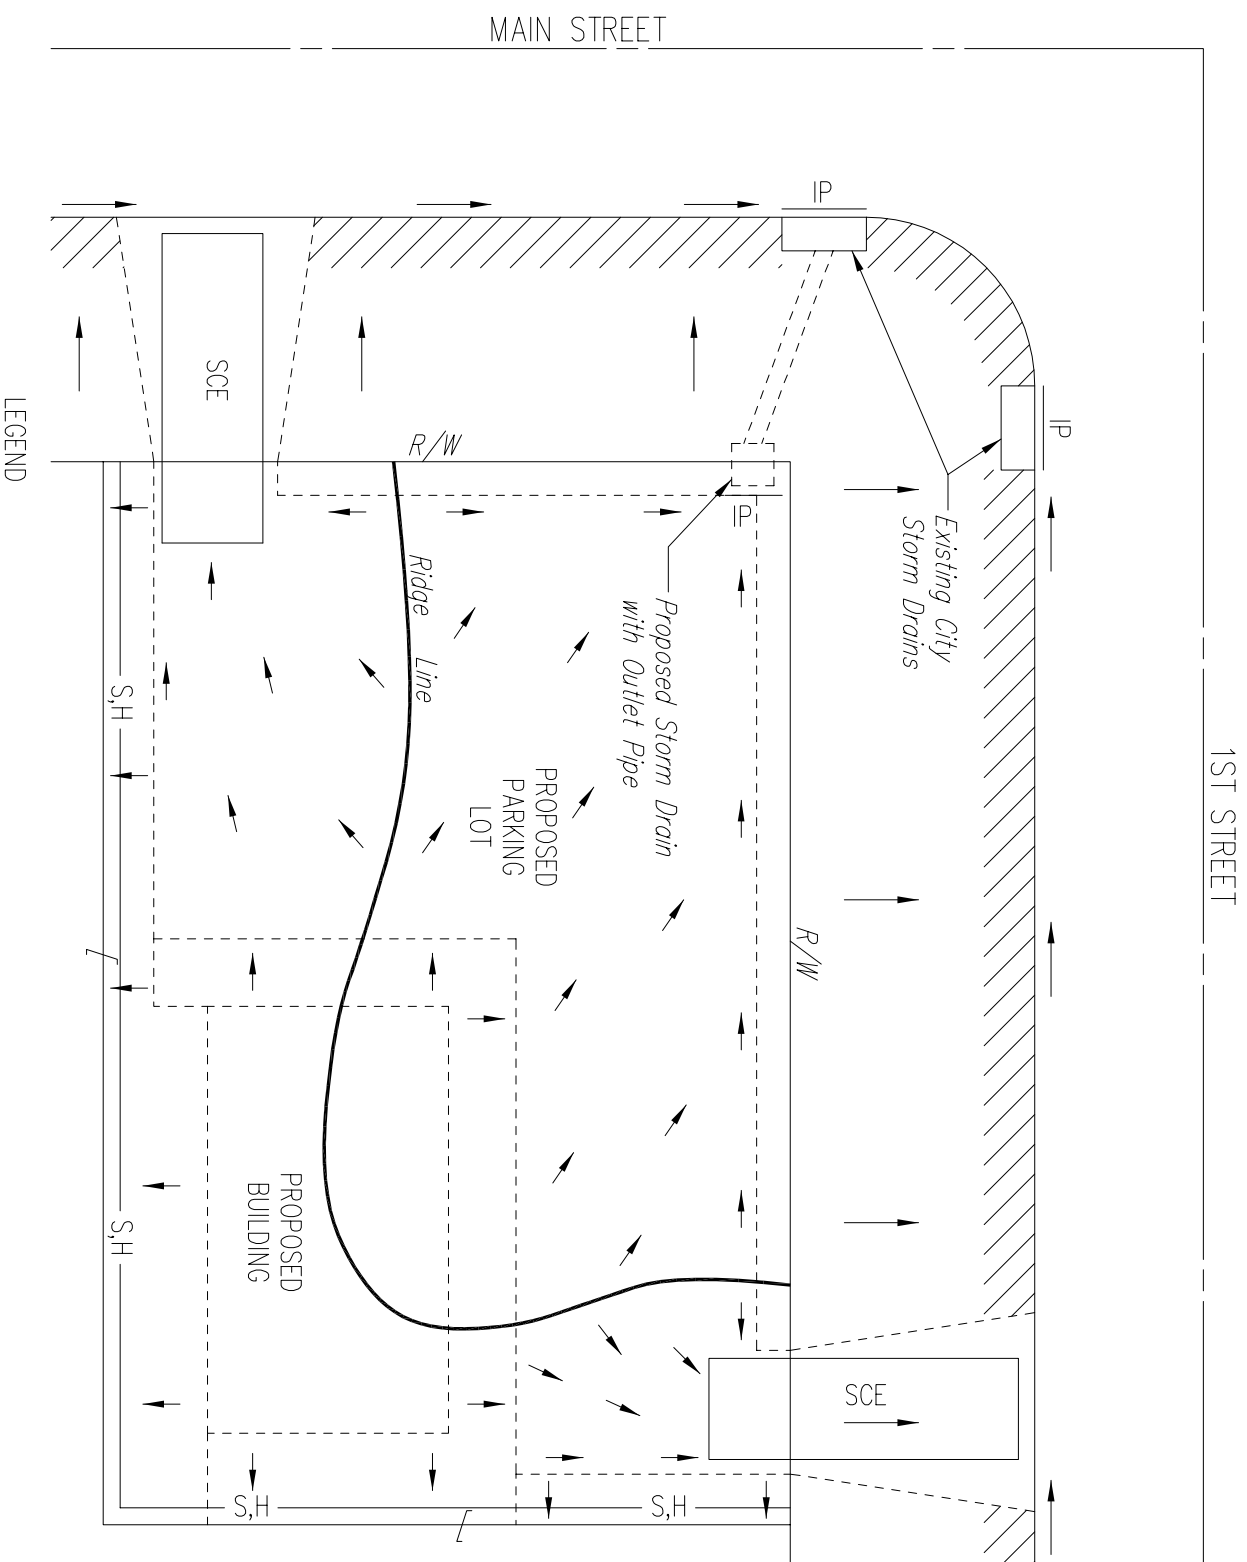 MAIN STREET
1ST STREET
IP
IP
Existing City
Storm Drains
SCE
R/W
LEGEND
IP
Ridge Line
Proposed Storm Drain
with Outlet Pipe
S,H
PROPOSED
PARKING
LOT
R/W
PROPOSED
BUILDING
S,H
SCE
S,H
S,H